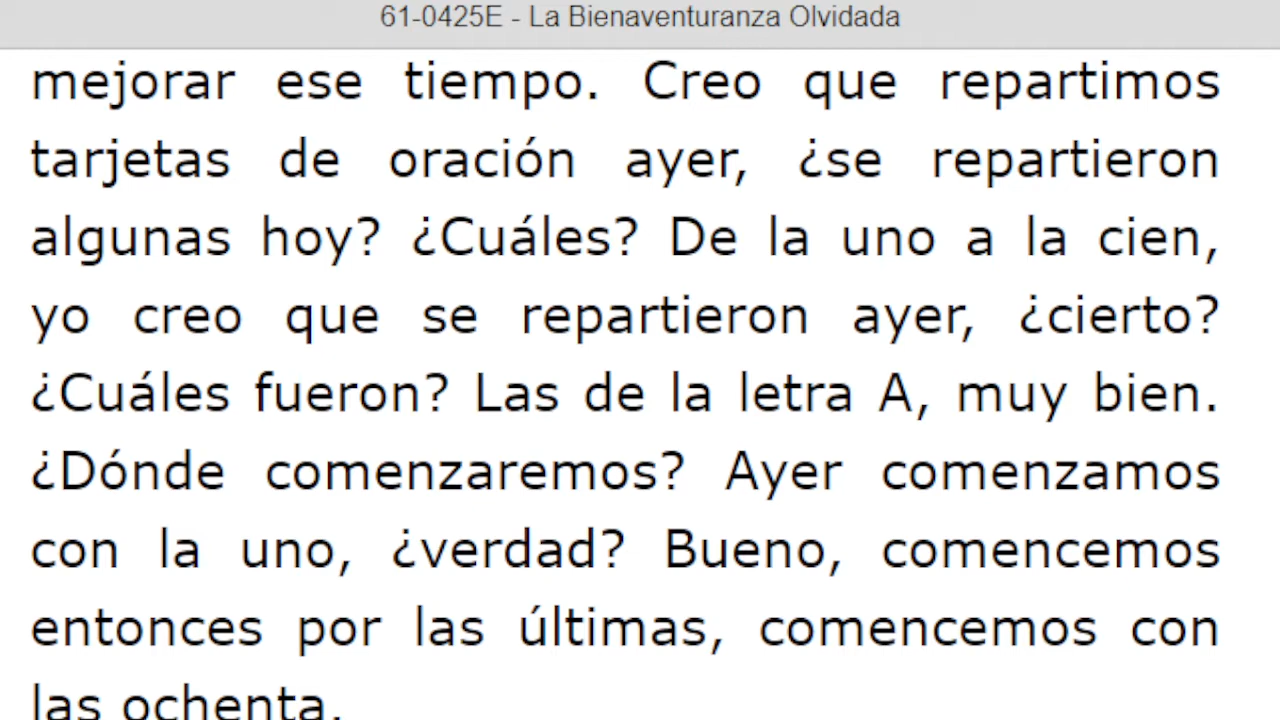 61-0425E - La Bienaventuranza Olvidada
mejorar ese tiempo. Creo que repartimos
tarjetas de oración ayer, ¿se repartieron
algunas hoy? ¿Cuáles? De la uno a la cien,
yo creo que se repartieron ayer, ¿cierto?
¿Cuáles fueron? Las de la letra A, muy bien.
¿Dónde comenzaremos? Ayer comenzamos
con la uno, ¿verdad? Bueno, comencemos
entonces por las últimas, comencemos con
las ochenta.